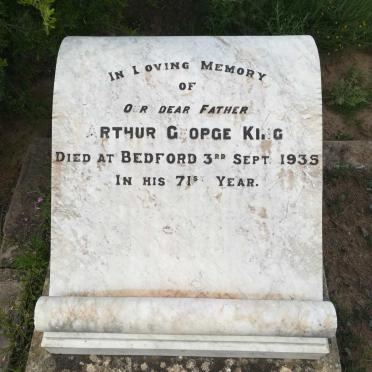 In Loving Memory
of
Our dear Father
Arthur George King
Died at Bedford 3rd Sept 1935
In his 71st Year.